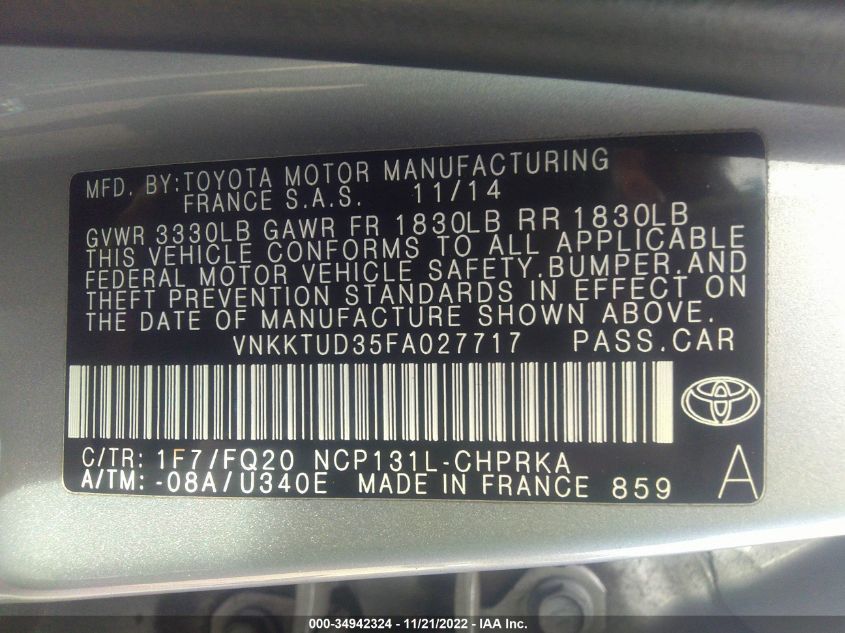 MFD. BY:TOYOTA MOTOR MANUFACTURING
FRANCE S.A.S. 11/14
GVWR 3330LB GAWR FR 1830LB RR 1830LB
THIS VEHICLE CONFORMS TO ALL APPLICABLE
FEDERAL MOTOR VEHICLE SAFETY,BUMPER,AND
THEFT PREVENTION STANDARDS IN EFFECT ON
THE DATE OF MANUFACTURE SHOWN ABOVE.
VNKKTUD35FA027717 PASS.CAR
C/TR: 1F7/FQ20 NCP131L-CHPRKA
A/TM: -08A/U340E MADE IN FRANCE 859 A
000-34942324 - 11/21/2022 - IAA Inc.